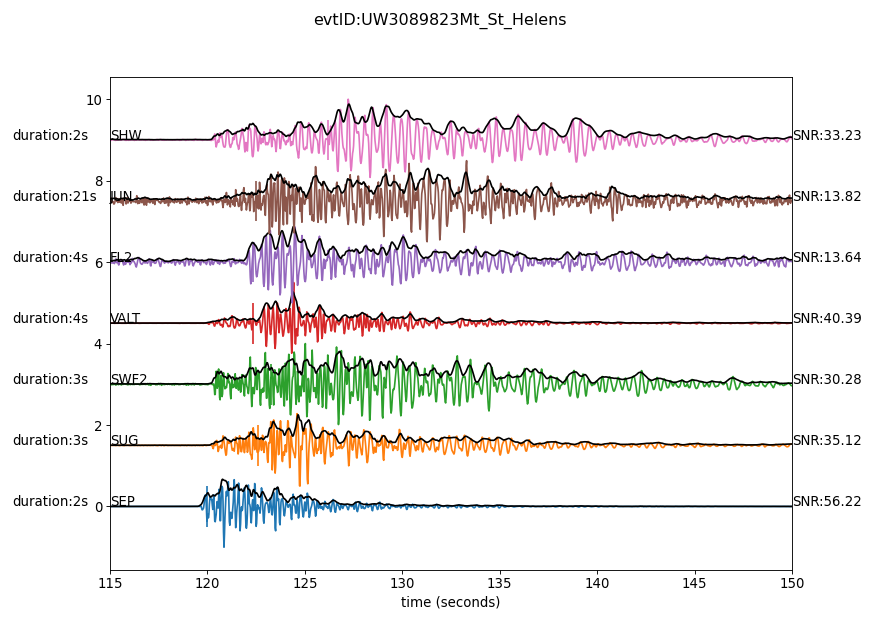 evtID:UW3089823Mt_St_Helens
10
duration:2s SHW SNR:33.23
8
duration:21s JUN SNR:13.82
duration:4s EL2 SNR:13.64
6
duration:4s VALT SNR:40.39
4
duration:3s SWF2 SNR:30.28
2
duration:3s SUG SNR:35.12
duration:2s SEP SNR:56.22
0
115 120 125 130 135 140 145 150
time (seconds)